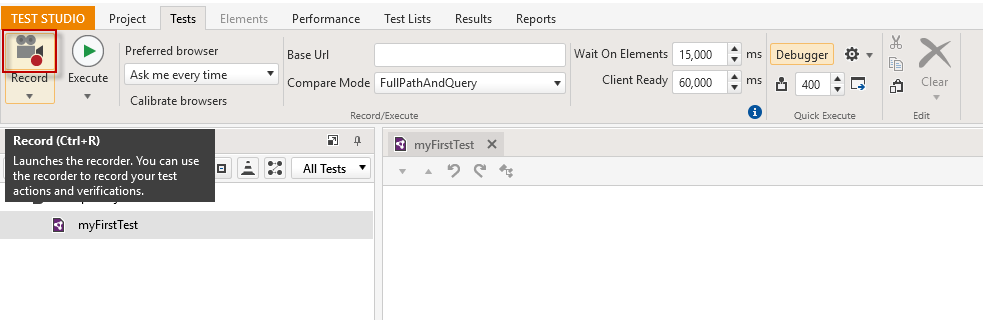 TEST STUDIO Project Tests Elements Performance Test Lists Results Reports
Preferred browser
Base Url
Wait On Elements 15,000 ms
Debugger
Ask me every time
Compare Mode FullPathAndQuery
Client Ready 60,000 ms
400
Record Execute
Clear
Calibrate browsers
Record/Execute
Quick Execute
Edit
Record (Ctrl+R)
Launches the recorder. You can use
the recorder to record your test
actions and verifications.
All Tests
myFirstTest
myFirstTest